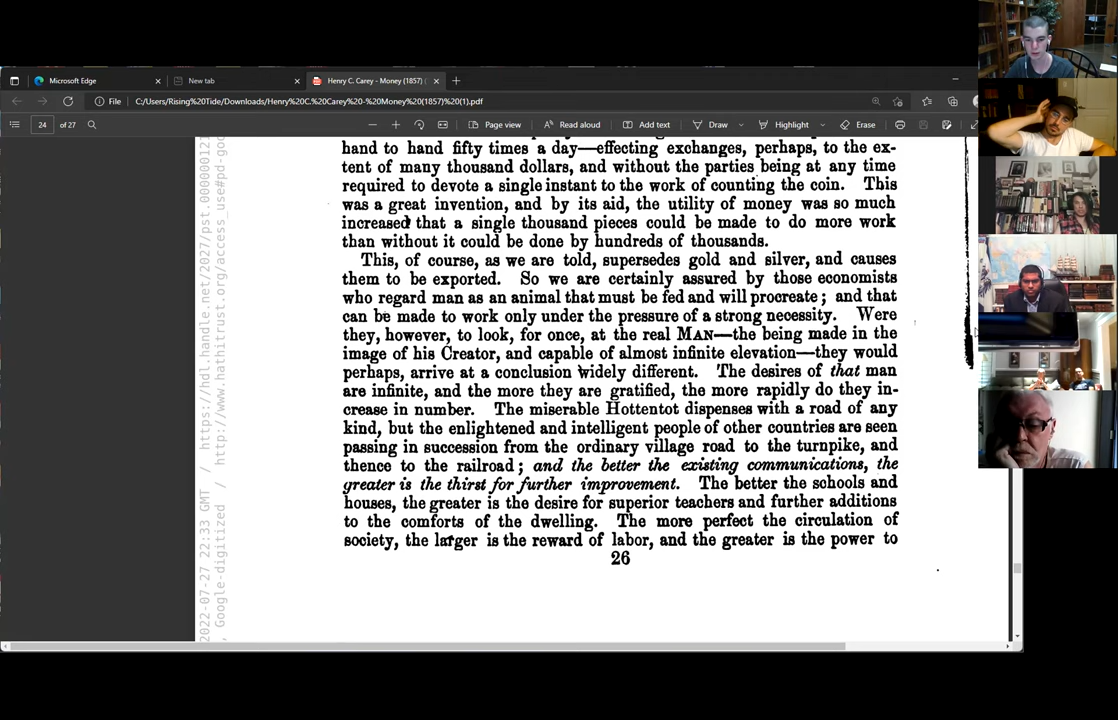 Microsoft Edge
New tab
Henry C. Carey - Money (1857) (
File
C:/Users/Rising%20Tide/Downloads/Henry%20C.%20Carey%20-%20Money%20(1857)%20(1).pdf
24 of 27
Page view
Read aloud
Add text
Draw
Highlight
Erase
hand to hand fifty times a day—effecting exchanges, perhaps, to the ex-
tent of many thousand dollars, and without the parties being at any time
required to devote a single instant to the work of counting the coin. This
was a great invention, and by its aid, the utility of money was so much
increased that a single thousand pieces could be made to do more work
than without it could be done by hundreds of thousands.
This, of course, as we are told, supersedes gold and silver, and causes
them to be exported. So we are certainly assured by those economists
who regard man as an animal that must be fed and will procreate; and that
can be made to work only under the pressure of a strong necessity. Were
they, however, to look, for once, at the real MAN—the being made in the
image of his Creator, and capable of almost infinite elevation—they would
perhaps, arrive at a conclusion widely different. The desires of that man
are infinite, and the more they are gratified, the more rapidly do they in-
crease in number. The miserable Hottentot dispenses with a road of any
kind, but the enlightened and intelligent people of other countries are seen
passing in succession from the ordinary village road to the turnpike, and
thence to the railroad; and the better the existing communications, the
greater is the thirst for further improvement. The better the schools and
houses, the greater is the desire for superior teachers and further additions
to the comforts of the dwelling. The more perfect the circulation of
society, the larger is the reward of labor, and the greater is the power to
26
2022-07-27 22:33 GMT / https://hdl.handle.net/2027/pst.0000000121
, Google-digitized / http://www.hathitrust.org/access_use#pd-goo